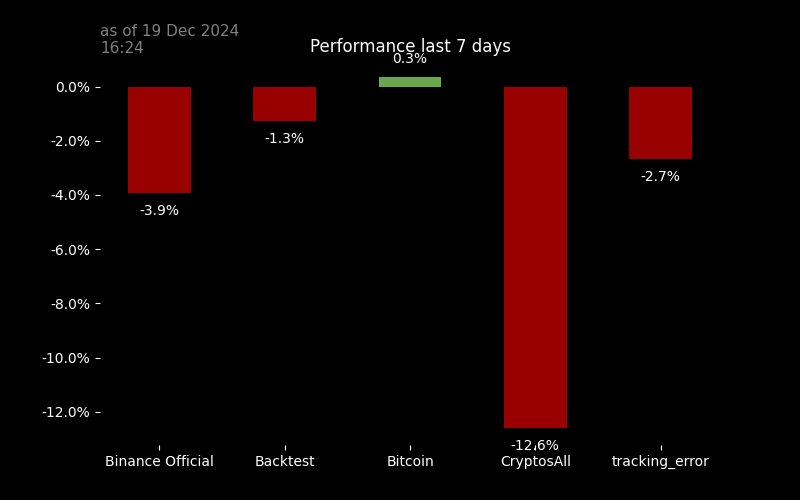 as of 19 Dec 2024
16:24
Performance last 7 days
0.3%
0.0%
-2.0%
-4.0%
-6.0%
-8.0%
-10.0%
-12.0%
-3.9%
-1.3%
-12.6%
-2.7%
Binance Official
Backtest
Bitcoin
CryptosAll
tracking_error